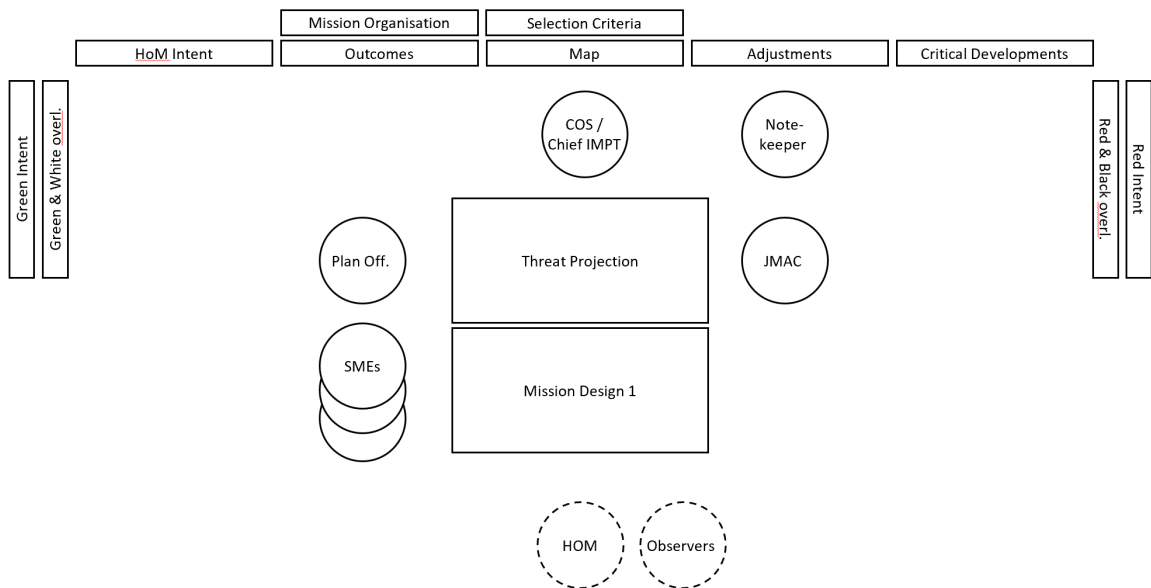 Mission Organisation
Selection Criteria
HoM Intent
Outcomes
Map
Adjustments
Critical Developments
Green Intent
Green & White overl.
Red & Black overl.
Red Intent
COS /
Chief IMPT
Note-
keeper
Plan Off.
Threat Projection
JMAC
SMEs
Mission Design 1
HOM
Observers